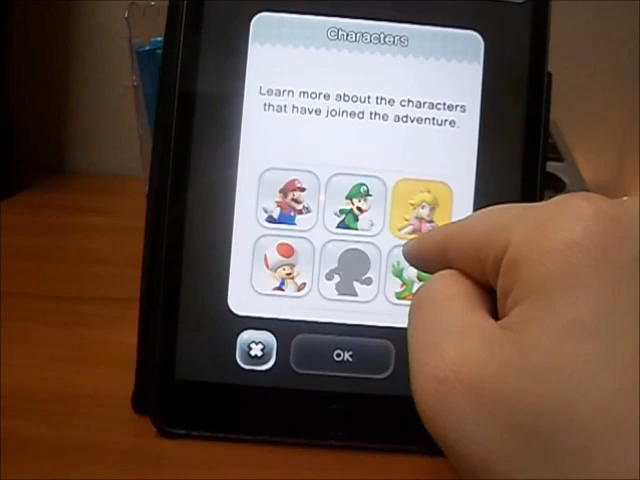 Characters
Learn more about the characters
that have joined the adventure.
OK